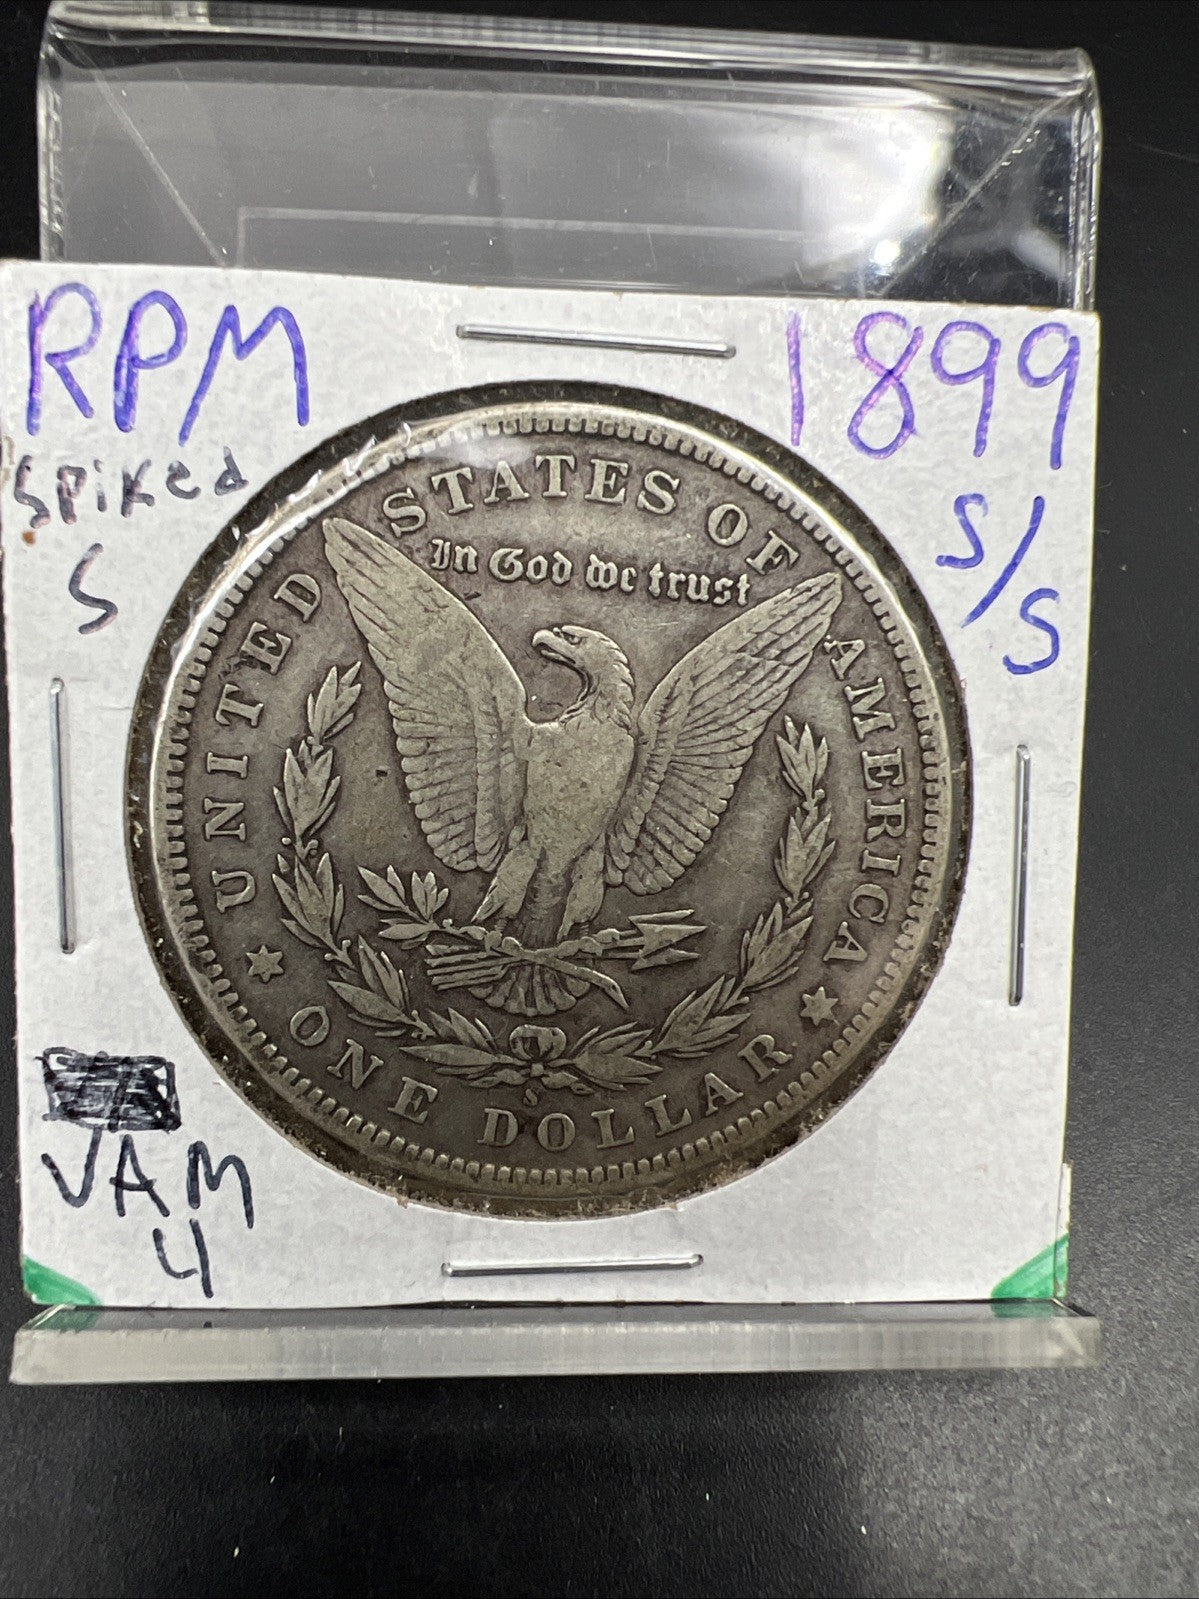 RPM
spiked
S
1899
S/S
UNITED STATES OF AMERICA
In God we trust
S
ONE DOLLAR
VAM
4